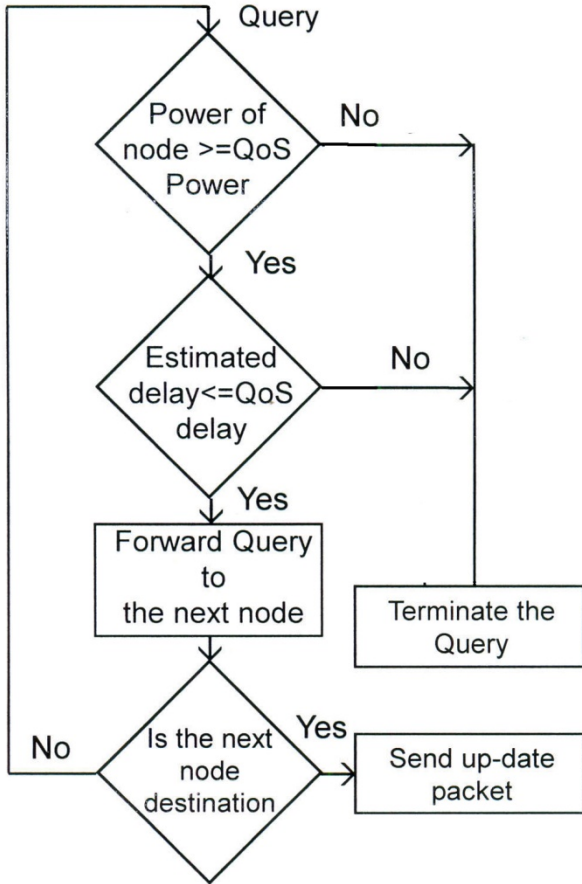 Query
Power of
node >=QoS
Power
No
Yes
Estimated
delay<=QoS
delay
No
Yes
Forward Query
to
the next node
Terminate the
Query
Is the next
node
destination
No
Yes
Send up-date
packet